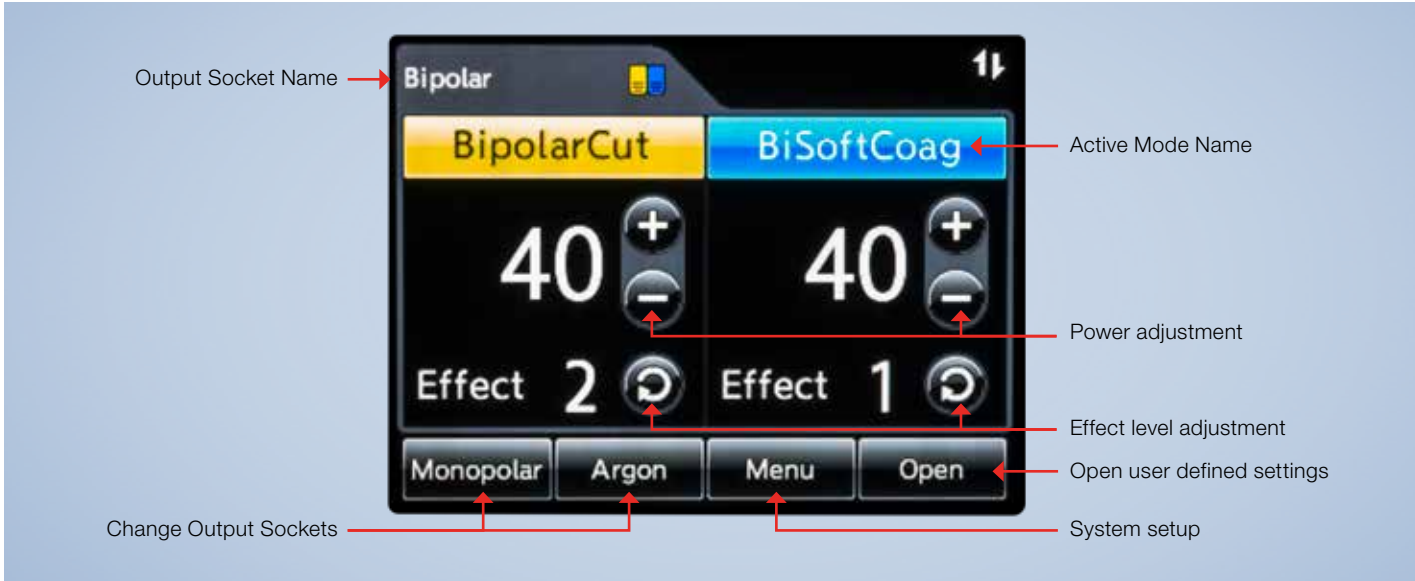 Output Socket Name
Bipolar
BipolarCut
BiSoftCoag
Active Mode Name
40
40
Power adjustment
Effect 2
Effect 1
Effect level adjustment
Monopolar
Argon
Menu
Open
Open user defined settings
Change Output Sockets
System setup